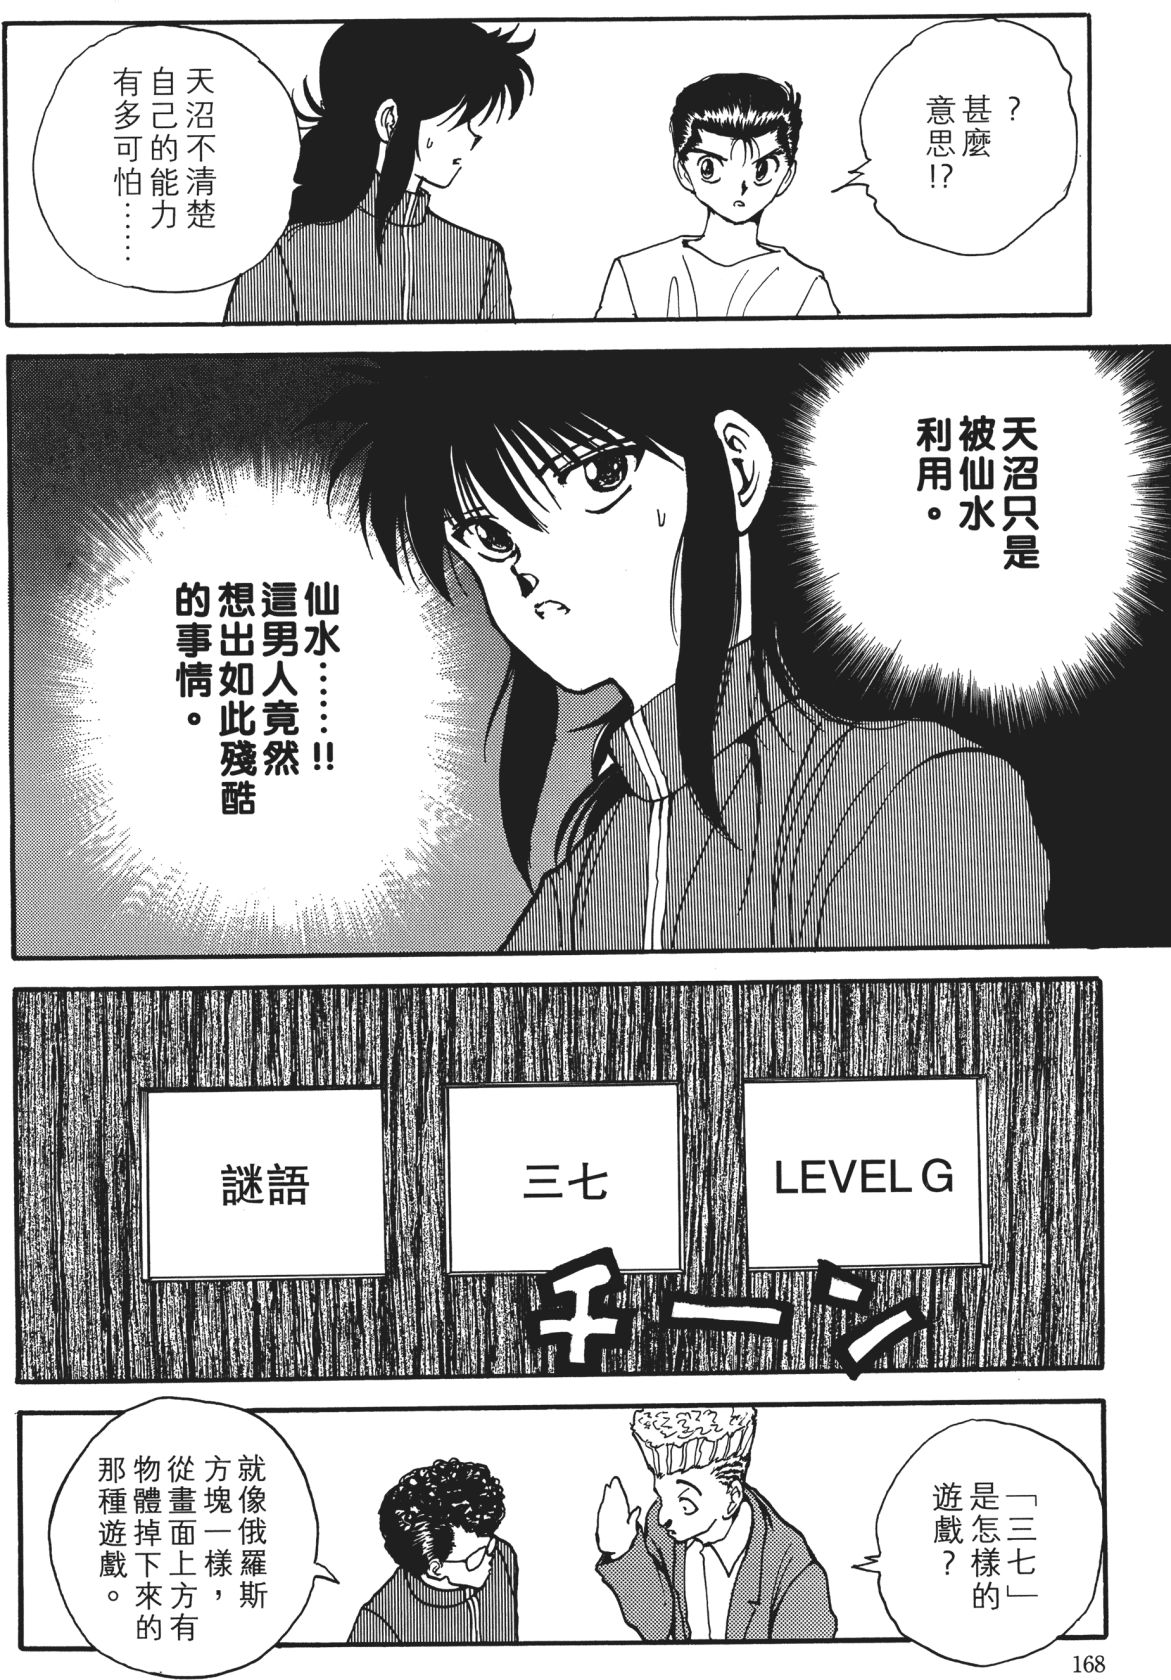 ？
甚麼
意思!?
天沼不清楚
自己的能力
有多可怕……
天沼只是
被仙水
利用。
仙水……!!
這男人竟然
想出如此殘酷
的事情。
LEVEL G
三七
謎語
チーン
「三七」
是怎樣的
遊戲？
就像俄羅斯
方塊一樣，
從畫面上方有
物體掉下來的
那種遊戲。
168